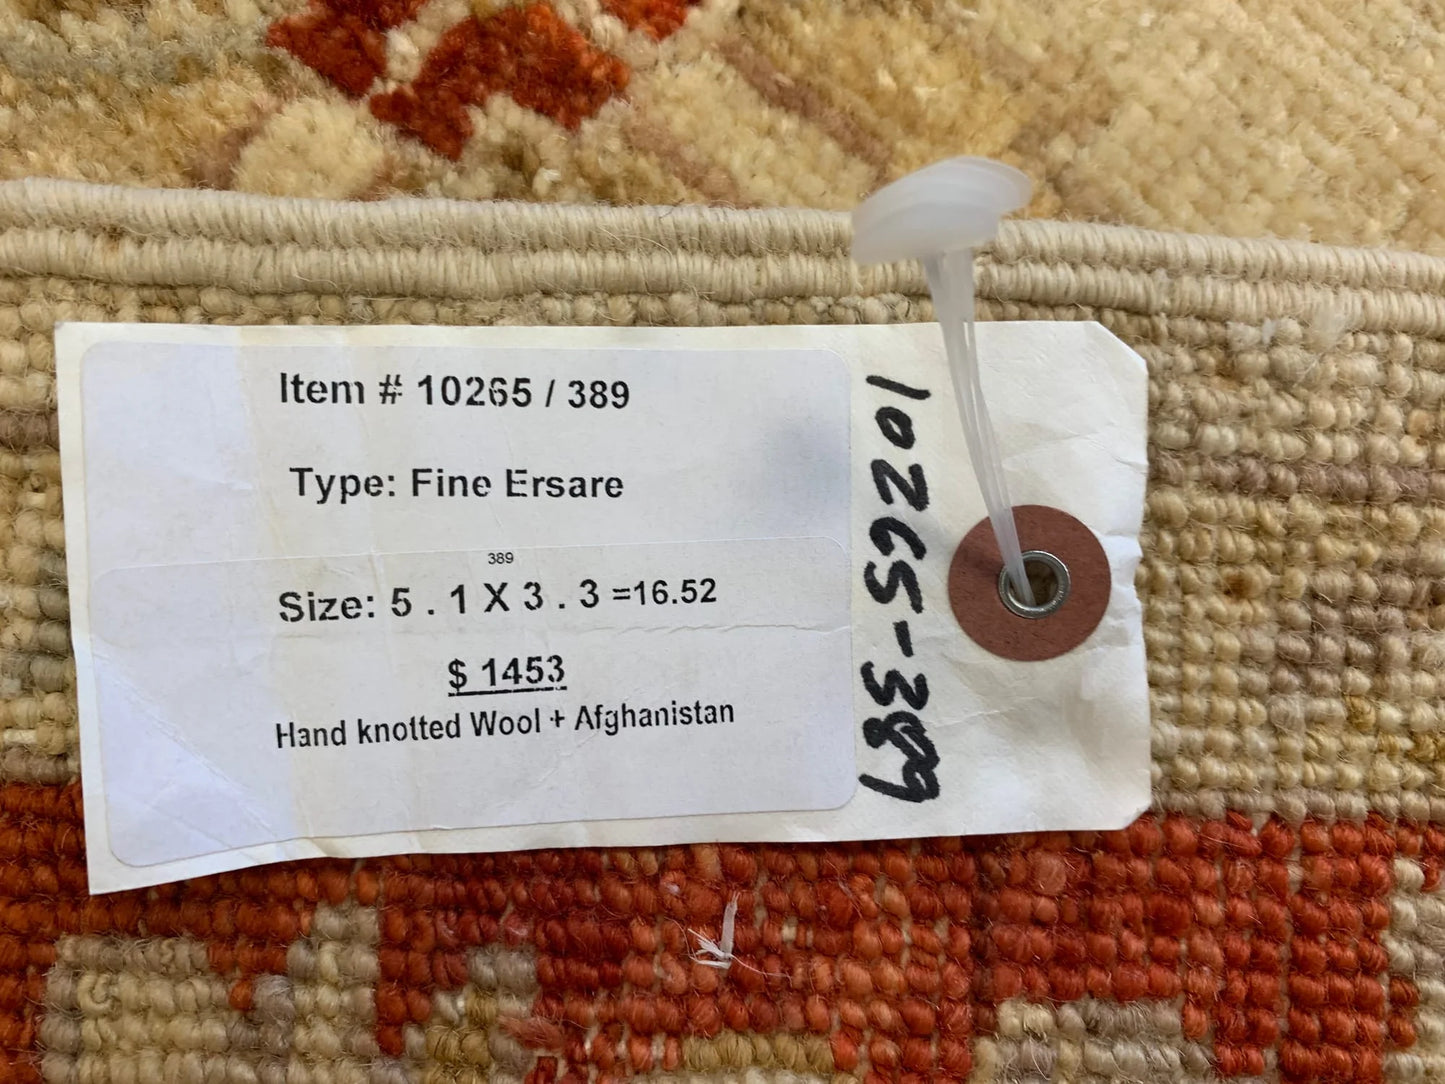 Item # 10265 / 389
Type: Fine Ersare
389
Size: 5 . 1 X 3 . 3 =16.52
$ 1453
Hand knotted Wool + Afghanistan
10265-389